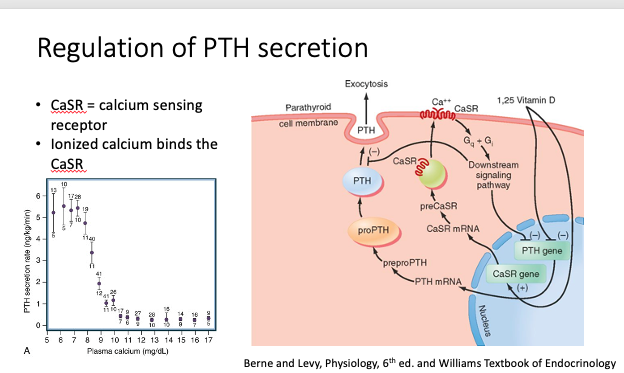 Regulation of PTH secretion
• CaSR = calcium sensing
receptor
• Ionized calcium binds the
CaSR
PTH secretion rate (ng/kg/min)
6
5
4
3
2
1
0
5 6 7 8 9 10 11 12 13 14 15 16 17
Plasma calcium (mg/dL)
A
Exocytosis
Parathyroid
cell membrane
PTH
Ca++
CaSR
1,25 Vitamin D
Gq + Gi
(–)
CaSR
Downstream
signaling
pathway
PTH
preCaSR
proPTH
CaSR mRNA
(–)
(–)
PTH gene
preproPTH
CaSR gene
PTH mRNA
(+)
Nucleus
Berne and Levy, Physiology, 6th ed. and Williams Textbook of Endocrinology